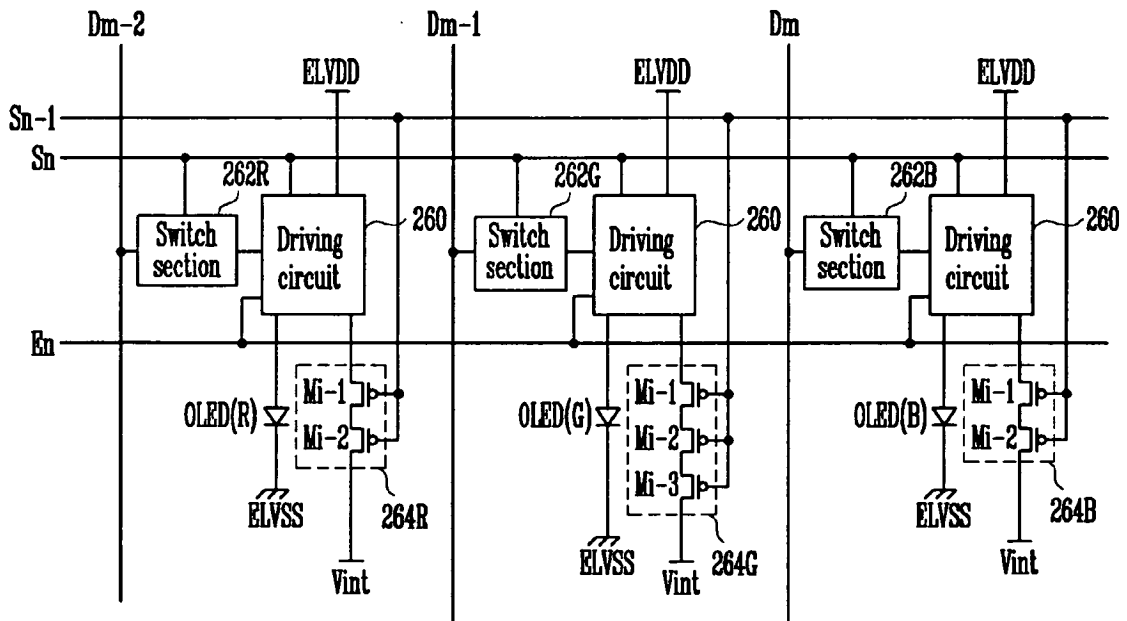 Dm-2 Dm-1 Dm
ELVDD ELVDD ELVDD
Sn-1
Sn
262R 262G 262B
260 260 260
Switch section Driving circuit Switch section Driving circuit Switch section Driving circuit
En
Mi-1 Mi-1 Mi-1
OLED(R) OLED(G) OLED(B)
Mi-2 Mi-2 Mi-2
Mi-3
ELVSS 264R ELVSS 264B
ELVSS 264G
Vint Vint Vint